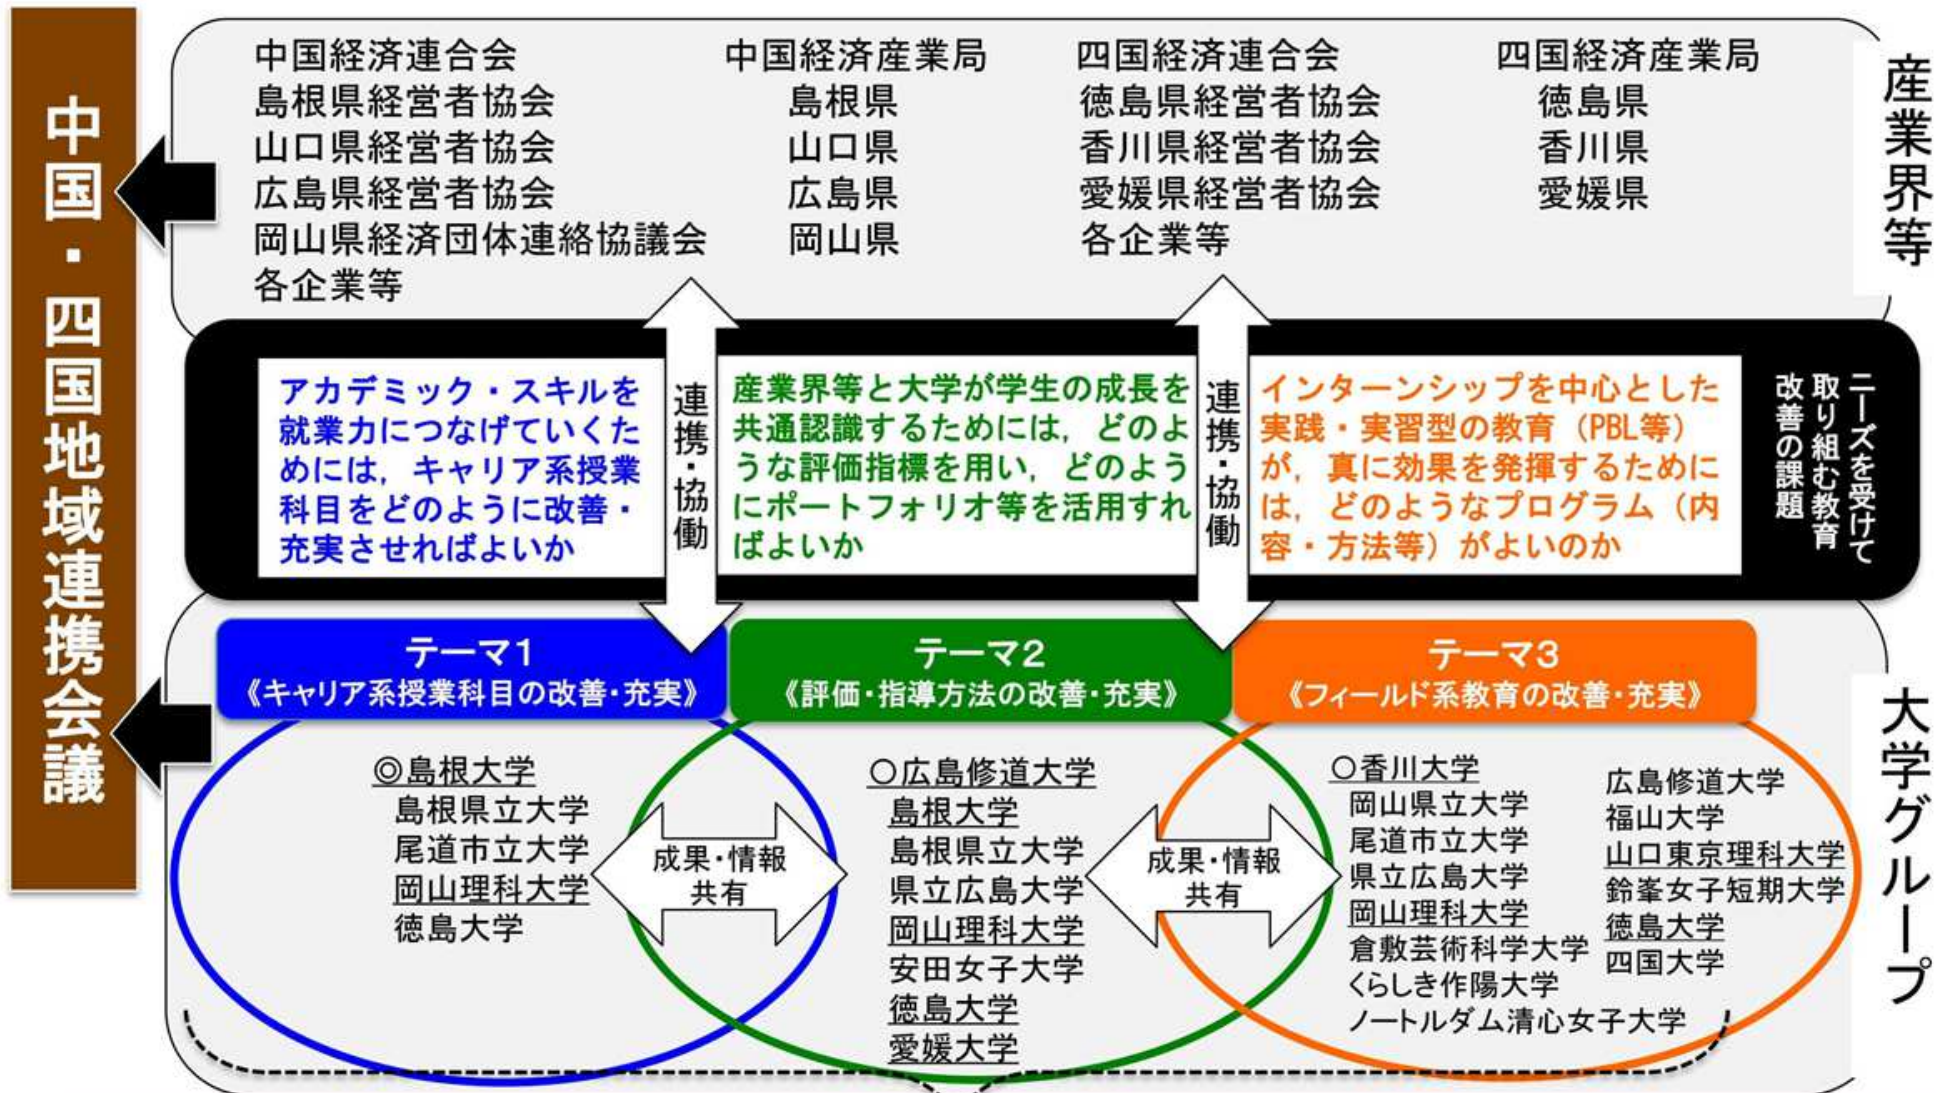 中国・四国地域連携会議
産業界等
中国経済連合会
島根県経営者協会
山口県経営者協会
広島県経営者協会
岡山県経済団体連絡協議会
各企業等
中国経済産業局
島根県
山口県
広島県
岡山県
四国経済連合会
徳島県経営者協会
香川県経営者協会
愛媛県経営者協会
各企業等
四国経済産業局
徳島県
香川県
愛媛県
ニーズを受けて
取り組む教育
改善の課題
アカデミック・スキルを
就業力につなげていくた
めには，キャリア系授業
科目をどのように改善・
充実させればよいか
連携・協働
産業界等と大学が学生の成長を
共通認識するためには，どのよ
うな評価指標を用い，どのよう
にポートフォリオ等を活用すれ
ばよいか
連携・協働
インターンシップを中心とした
実践・実習型の教育（PBL等）
が，真に効果を発揮するために
は，どのようなプログラム（内
容・方法等）がよいのか
大学グループ
テーマ1
《キャリア系授業科目の改善・充実》
◎島根大学
島根県立大学
尾道市立大学
岡山理科大学
徳島大学
成果・情報
共有
テーマ2
《評価・指導方法の改善・充実》
○広島修道大学
島根大学
島根県立大学
県立広島大学
岡山理科大学
安田女子大学
徳島大学
愛媛大学
成果・情報
共有
テーマ3
《フィールド系教育の改善・充実》
○香川大学
岡山県立大学
尾道市立大学
県立広島大学
岡山理科大学
倉敷芸術科学大学
くらしき作陽大学
ノートルダム清心女子大学
広島修道大学
福山大学
山口東京理科大学
鈴峯女子短期大学
徳島大学
四国大学